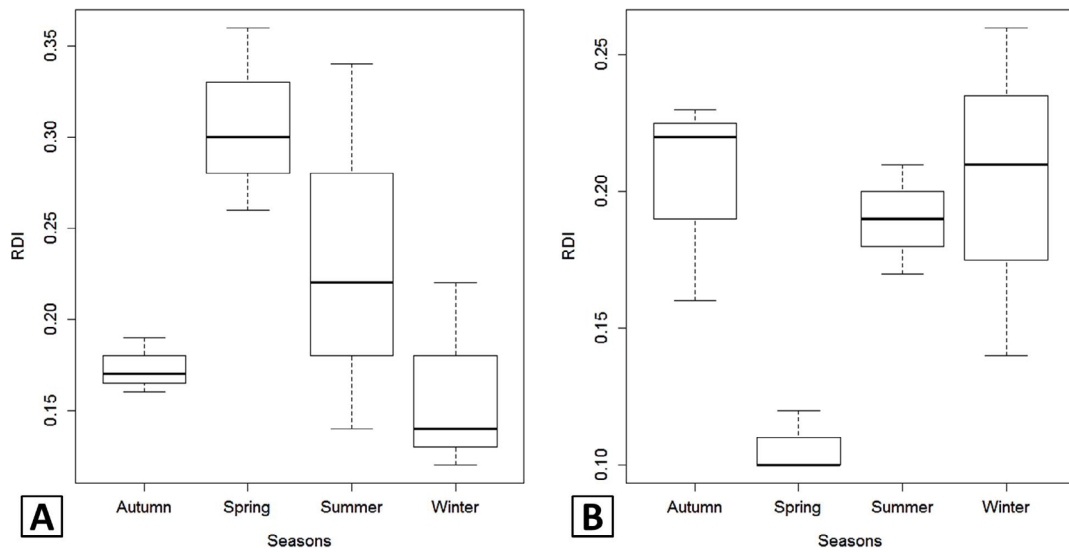 RDI
0.35
0.30
0.25
0.20
0.15
Autumn Spring Summer Winter
Seasons
A
RDI
0.25
0.20
0.15
0.10
Autumn Spring Summer Winter
Seasons
B